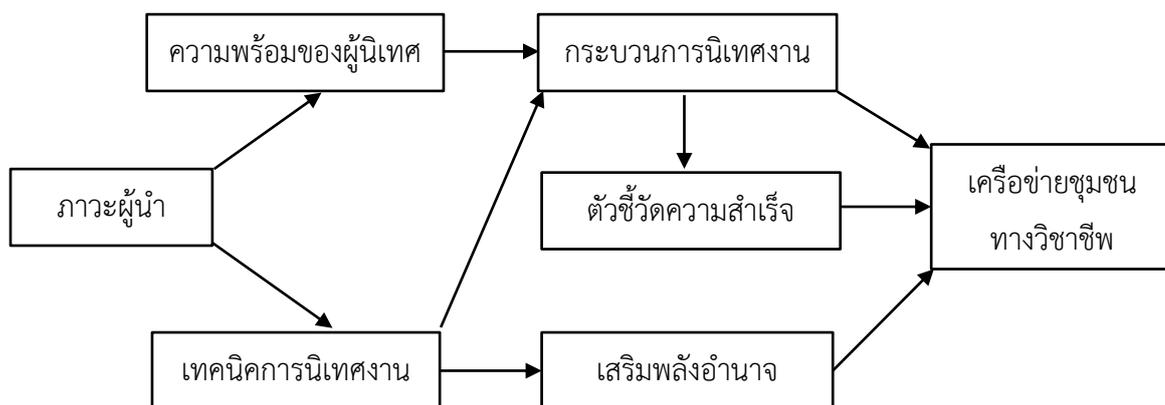 ความพร้อมของผู้นิเทศ
กระบวนการนิเทศงาน
ภาวะผู้นำ
ตัวชี้วัดความสำเร็จ
เครือข่ายชุมชน
ทางวิชาชีพ
เทคนิคการนิเทศงาน
เสริมพลังอำนาจ